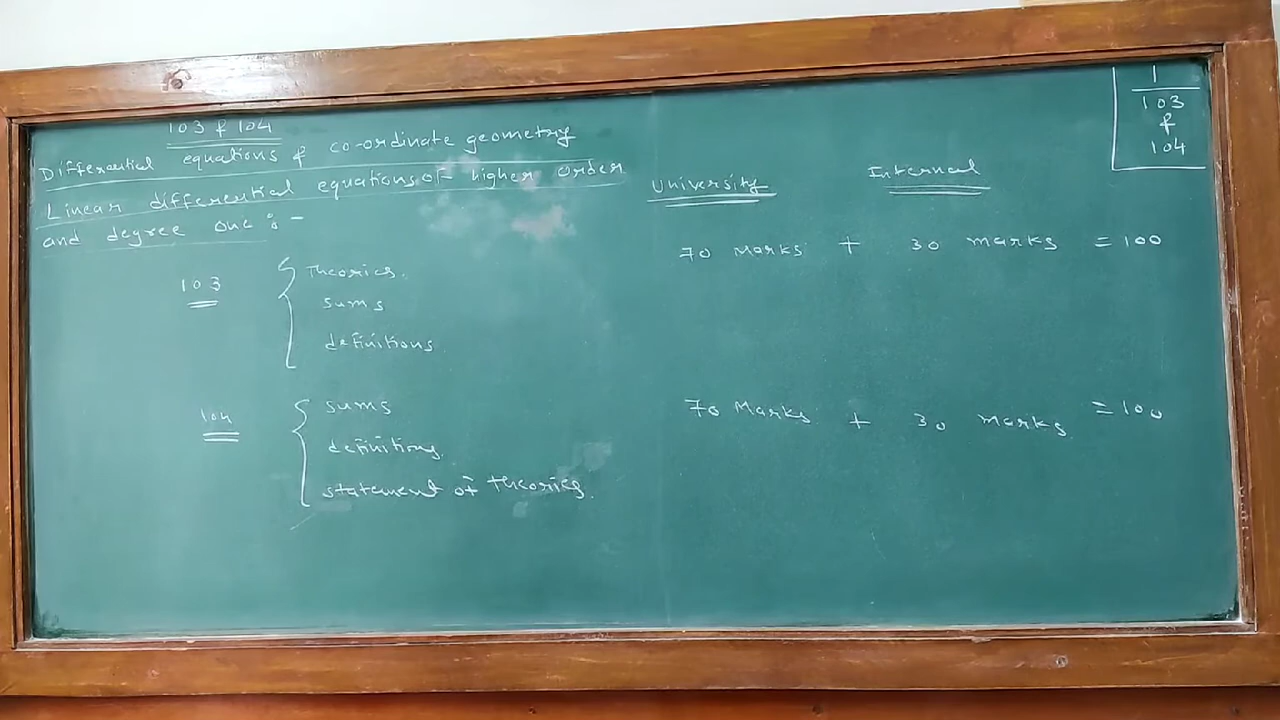 103 & 104
Differential equations & co-ordinate geometry
Linear differential equations of higher order
and degree one :-
103
Theories.
sums
definitions
104
sums
definitions.
statement of theories.
University Internal
70 Marks + 30 marks = 100
70 Marks + 30 marks. = 100
1
103
&
104